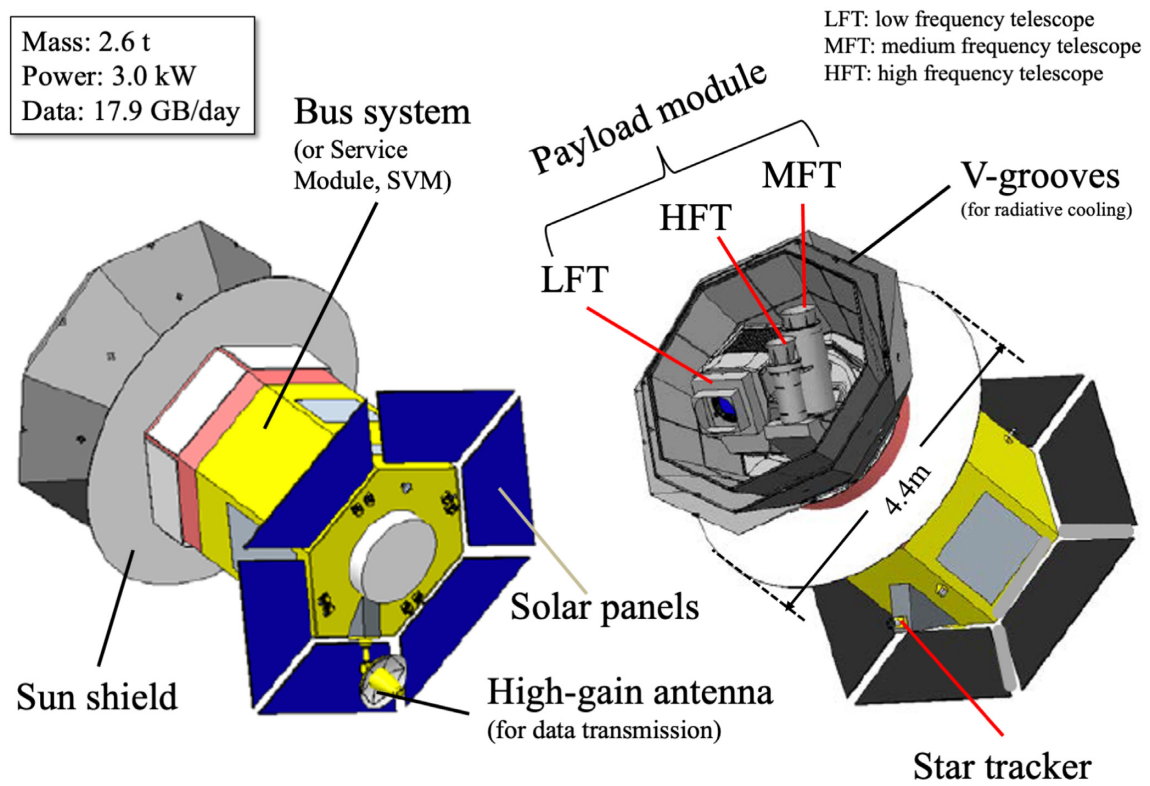 Mass: 2.6 t
Power: 3.0 kW
Data: 17.9 GB/day
LFT: low frequency telescope
MFT: medium frequency telescope
HFT: high frequency telescope
Bus system
(or Service
Module, SVM)
Payload module
MFT
HFT
LFT
V-grooves
(for radiative cooling)
4.4m
Solar panels
Sun shield
High-gain antenna
(for data transmission)
Star tracker